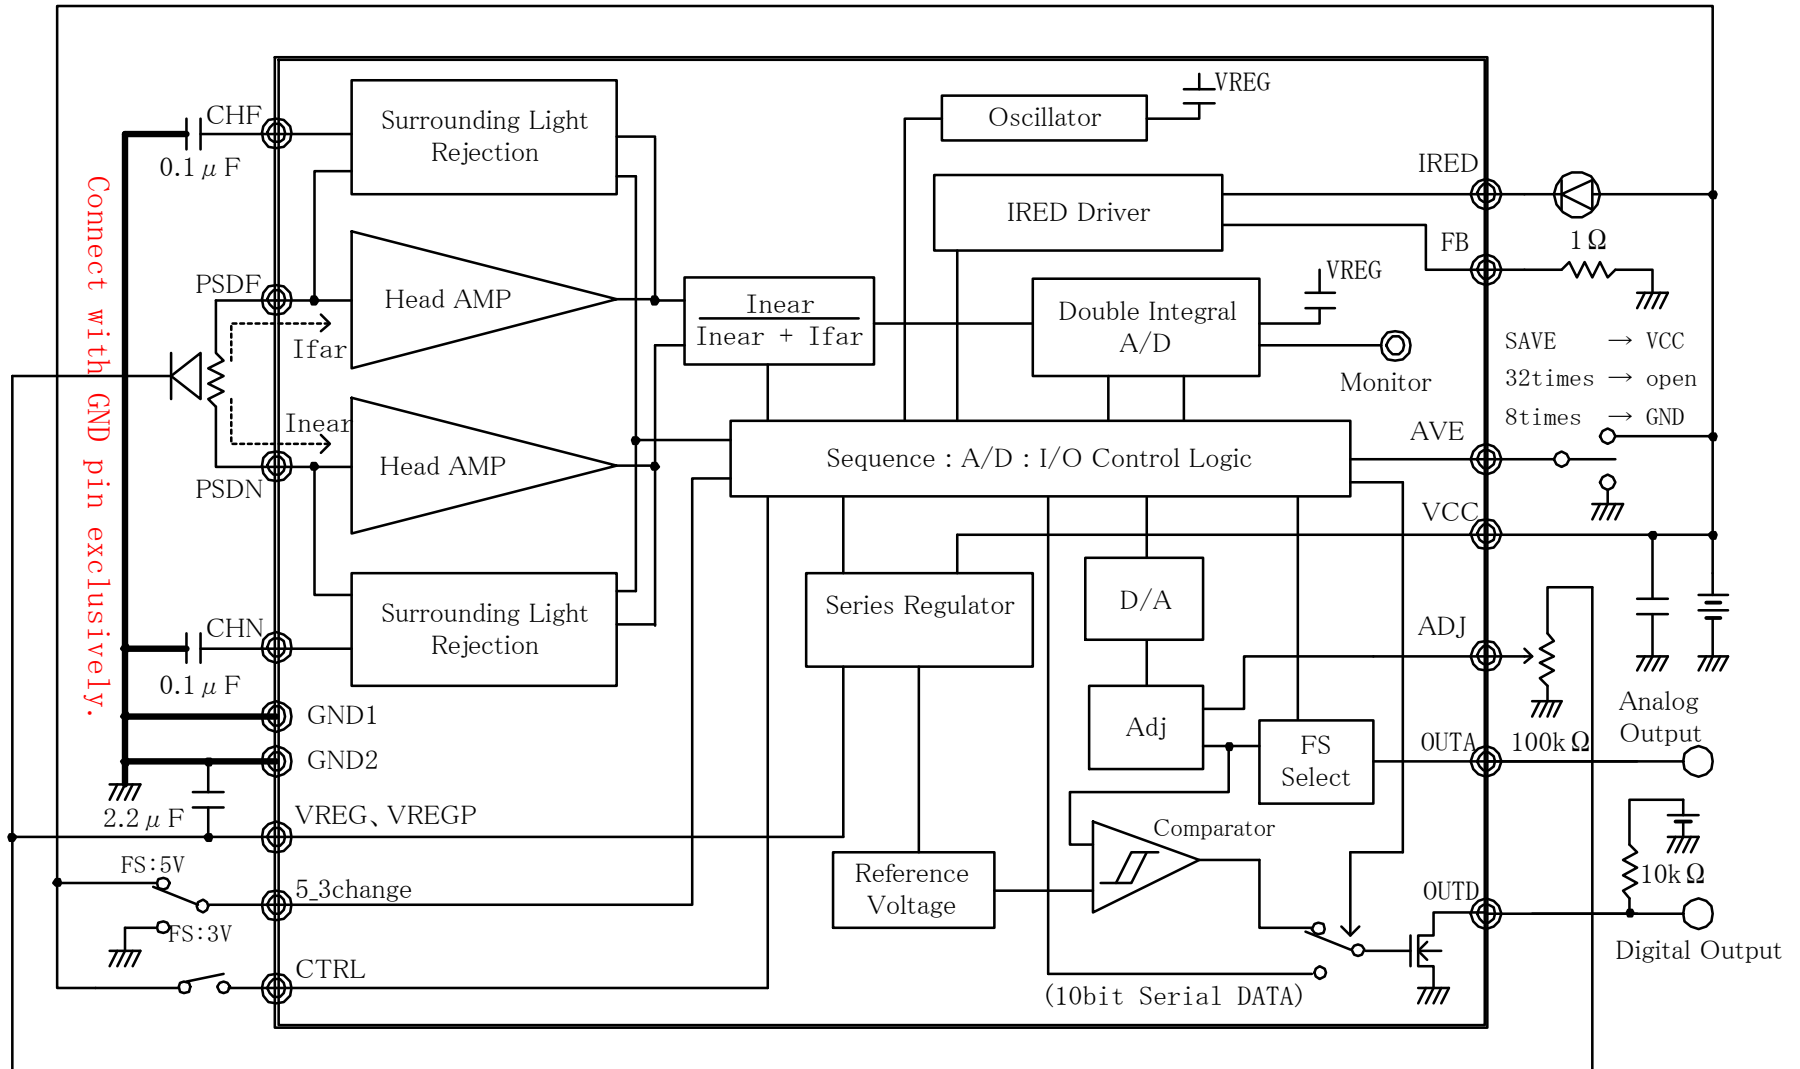 CHF
0.1μF
Surrounding Light
Rejection
Oscillator
VREG
IRED
IRED Driver
FB
1Ω
PSDF
Head AMP
Ifar
Inear
Inear + Ifar
Double Integral
A/D
VREG
Monitor
SAVE → VCC
32times → open
8times → GND
Inear
Head AMP
PSDN
Sequence : A/D : I/O Control Logic
AVE
VCC
Connect with GND pin exclusively.
CHN
0.1μF
Surrounding Light
Rejection
Series Regulator
D/A
ADJ
GND1
GND2
Adj
FS
Select
OUTA
100kΩ
Analog
Output
2.2μF
VREG、VREGP
Comparator
FS:5V
5_3change
FS:3V
Reference
Voltage
OUTD
10kΩ
Digital Output
CTRL
(10bit Serial DATA)